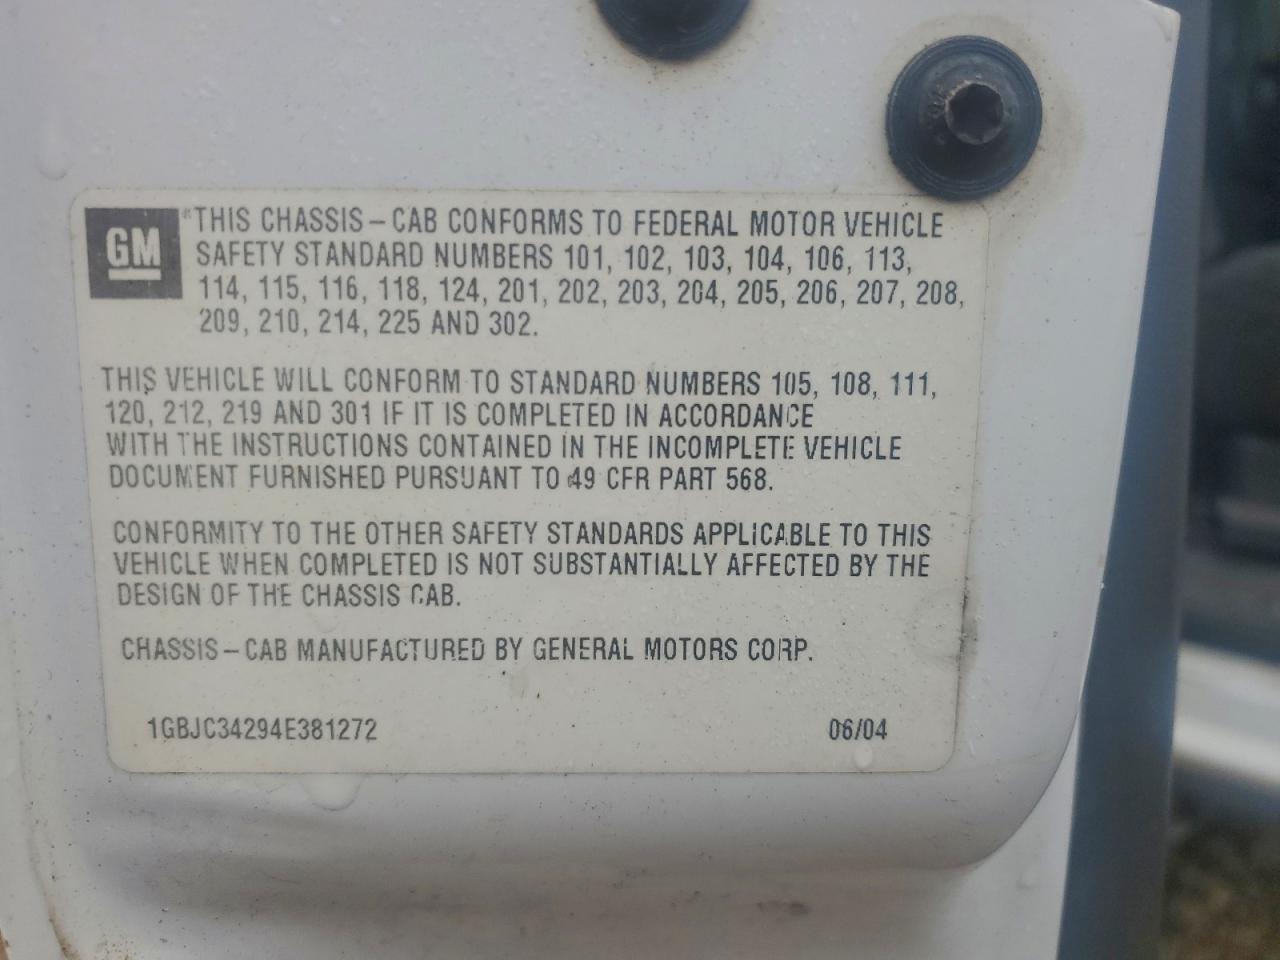 GM
THIS CHASSIS-CAB CONFORMS TO FEDERAL MOTOR VEHICLE
SAFETY STANDARD NUMBERS 101, 102, 103, 104, 106, 113,
114, 115, 116, 118, 124, 201, 202, 203, 204, 205, 206, 207, 208,
209, 210, 214, 225 AND 302.
THIS VEHICLE WILL CONFORM TO STANDARD NUMBERS 105, 108, 111,
120, 212, 219 AND 301 IF IT IS COMPLETED IN ACCORDANCE
WITH THE INSTRUCTIONS CONTAINED IN THE INCOMPLETE VEHICLE
DOCUMENT FURNISHED PURSUANT TO 49 CFR PART 568.
CONFORMITY TO THE OTHER SAFETY STANDARDS APPLICABLE TO THIS
VEHICLE WHEN COMPLETED IS NOT SUBSTANTIALLY AFFECTED BY THE
DESIGN OF THE CHASSIS CAB.
CHASSIS-CAB MANUFACTURED BY GENERAL MOTORS CORP.
1GBJC34294E381272 06/04